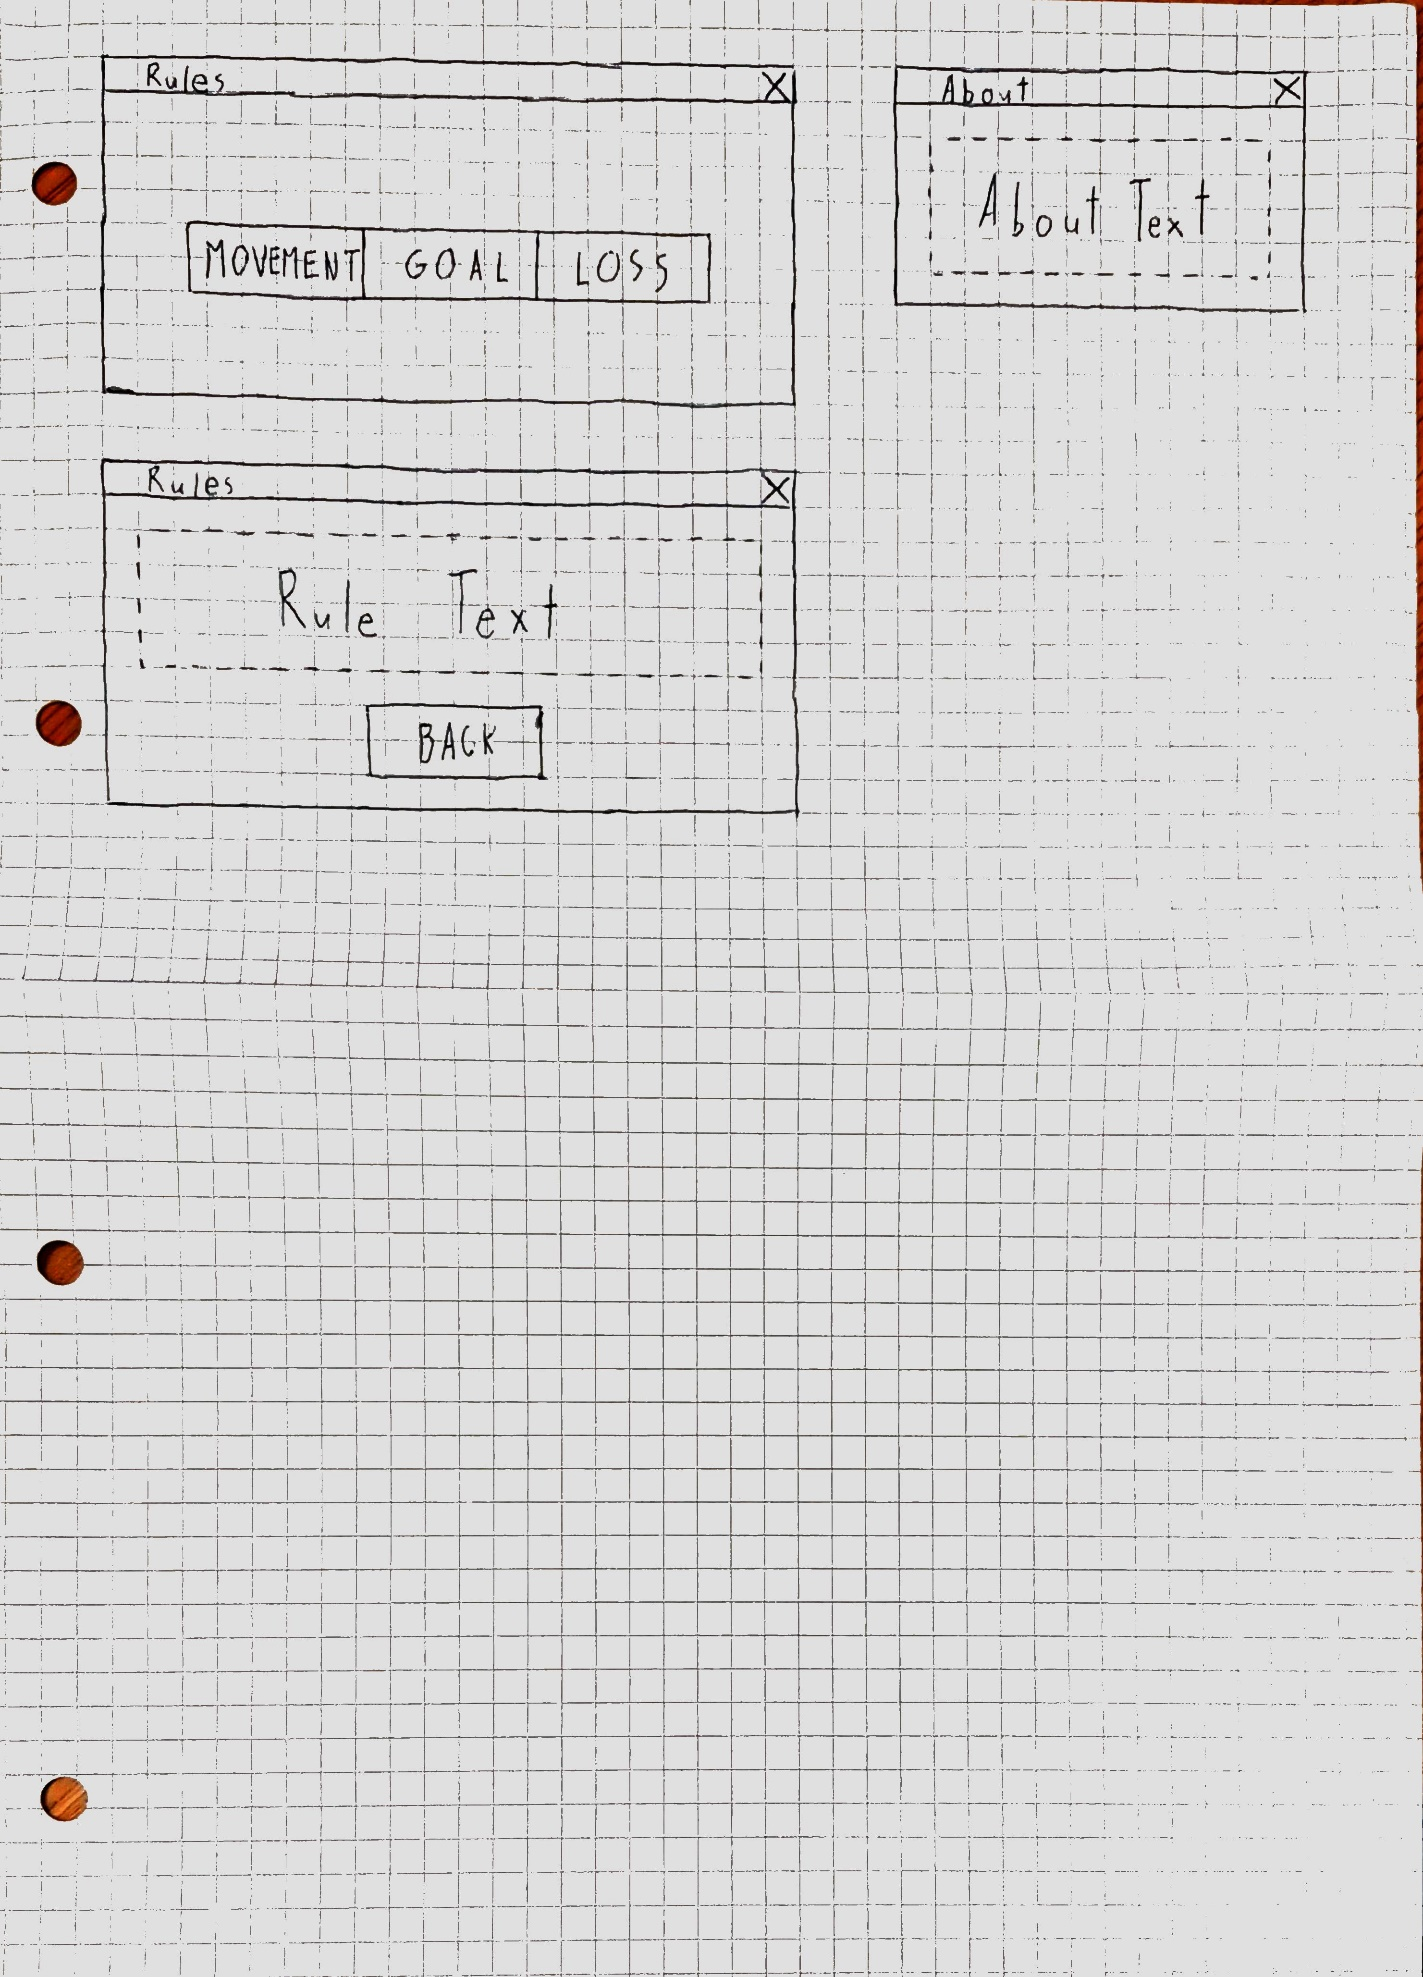 Rules X
MOVEMENT GOAL LOSS
About X
About Text
Rules X
Rule Text
BACK